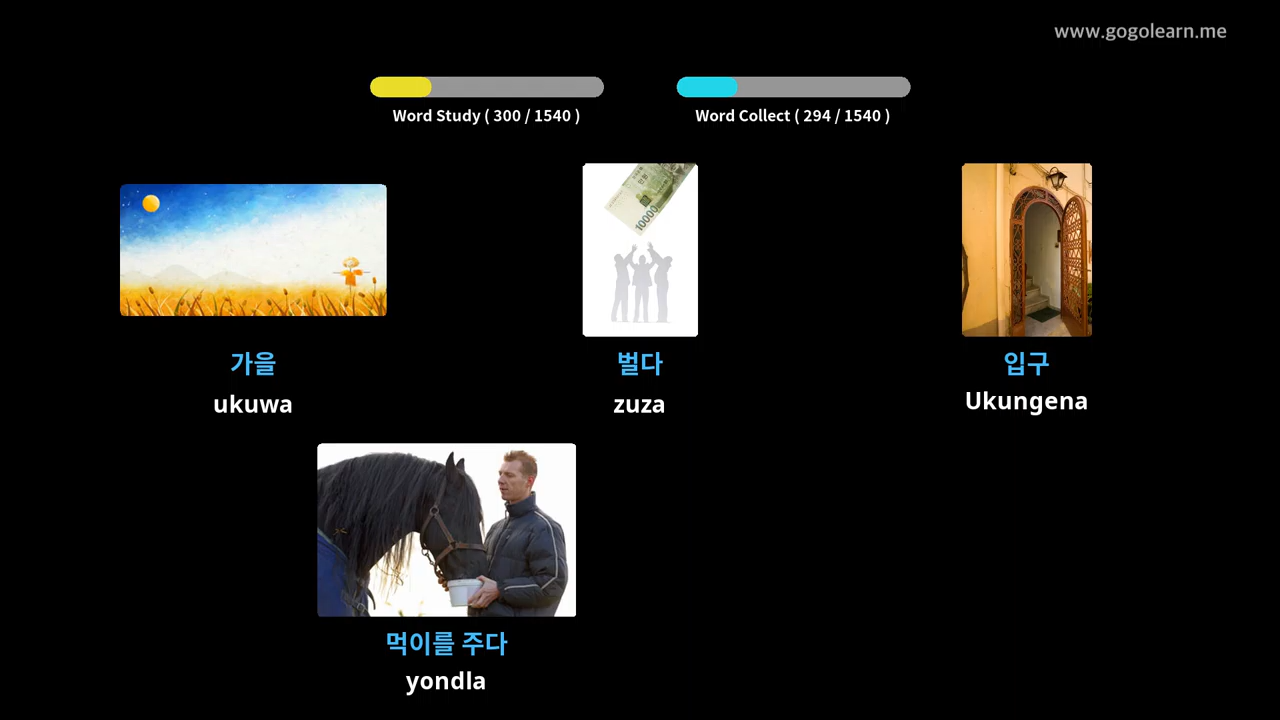 www.gogolearn.me
Word Study ( 300 / 1540 )
Word Collect ( 294 / 1540 )
10000
가을
ukuwa
벌다
zuza
입구
Ukungena
먹이를 주다
yondla